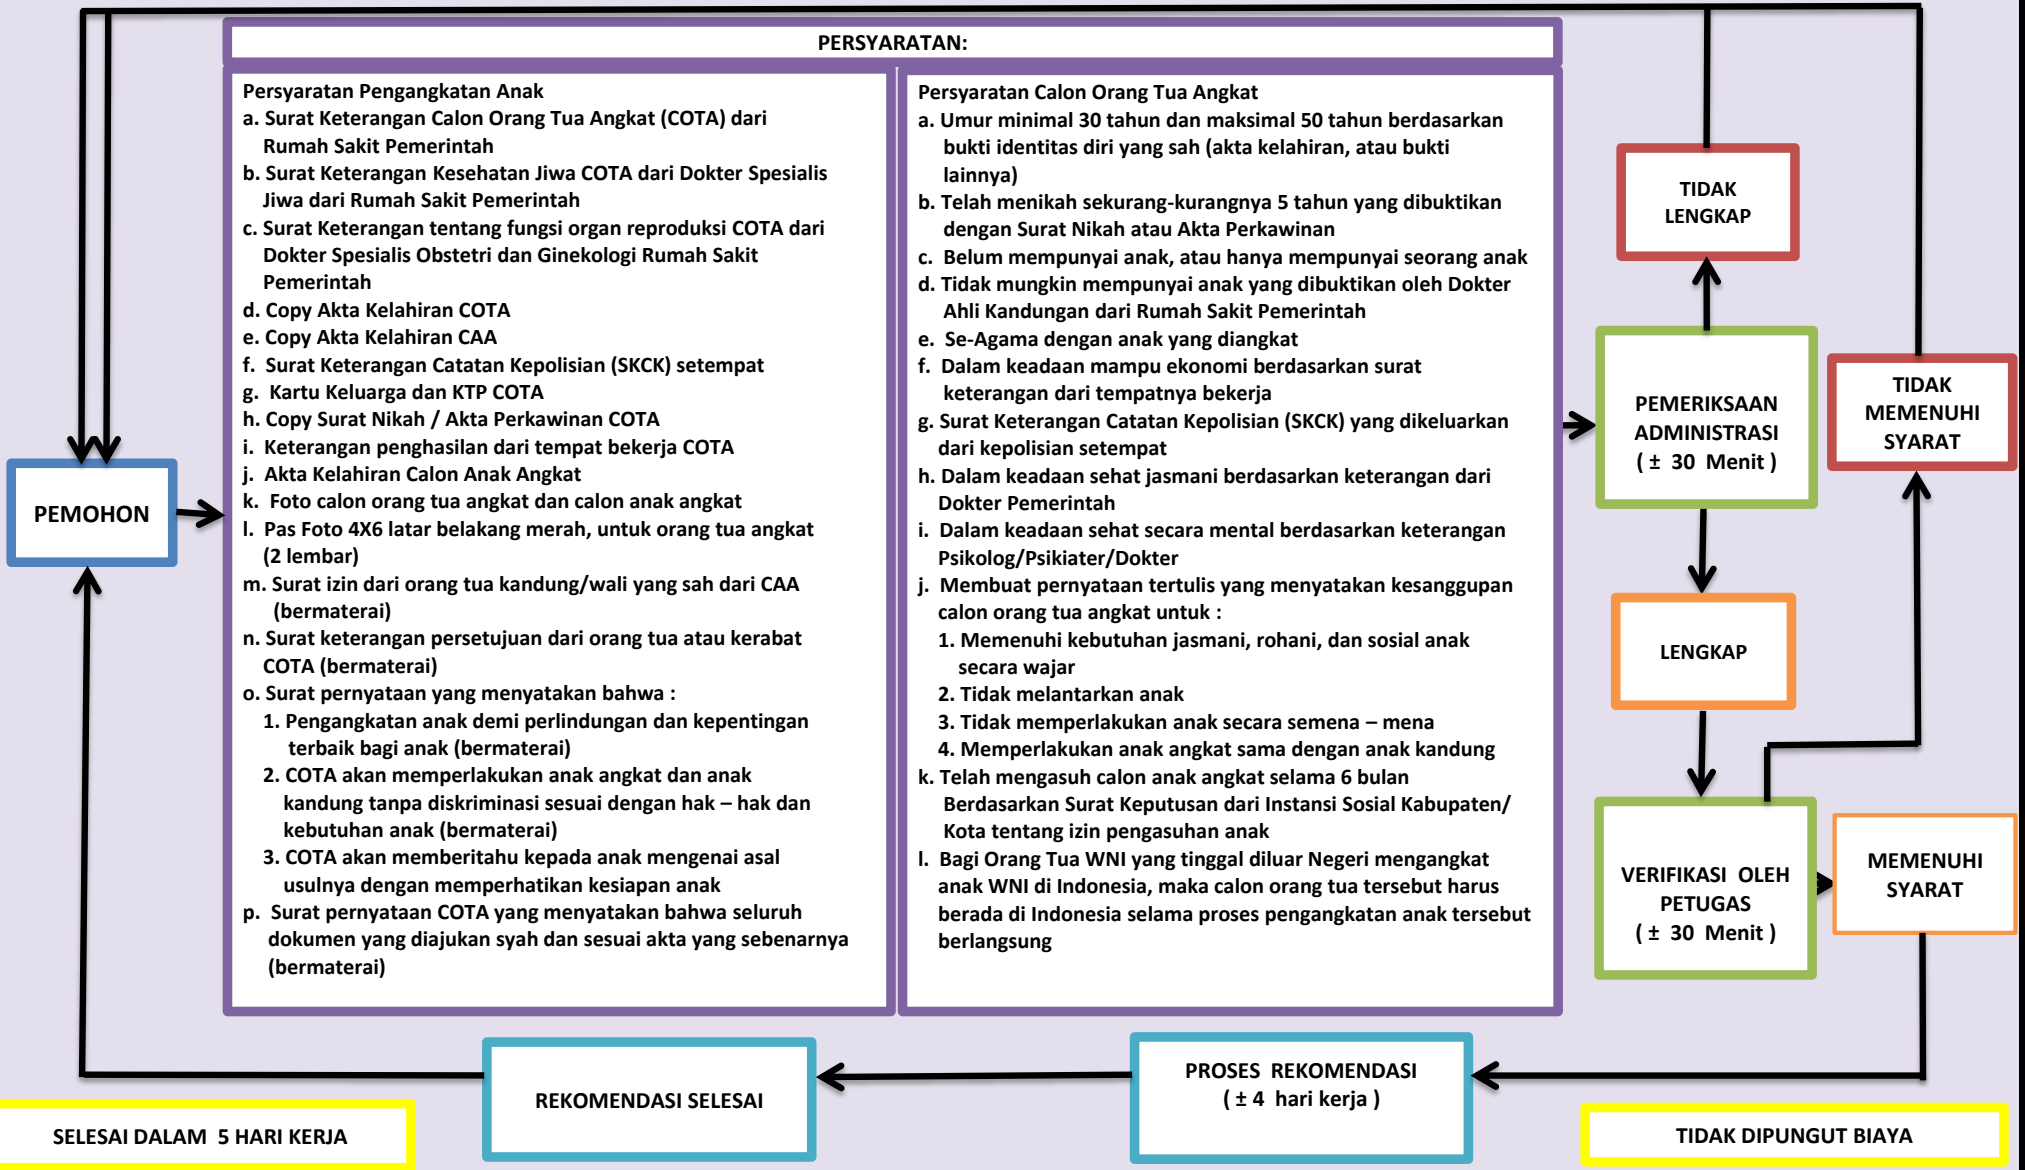 PERSYARATAN:
PEMOHON
Persyaratan Pengangkatan Anak
a. Surat Keterangan Calon Orang Tua Angkat (COTA) dari
Rumah Sakit Pemerintah
b. Surat Keterangan Kesehatan Jiwa COTA dari Dokter Spesialis
Jiwa dari Rumah Sakit Pemerintah
c. Surat Keterangan tentang fungsi organ reproduksi COTA dari
Dokter Spesialis Obstetri dan Ginekologi Rumah Sakit
Pemerintah
d. Copy Akta Kelahiran COTA
e. Copy Akta Kelahiran CAA
f. Surat Keterangan Catatan Kepolisian (SKCK) setempat
g. Kartu Keluarga dan KTP COTA
h. Copy Surat Nikah / Akta Perkawinan COTA
i. Keterangan penghasilan dari tempat bekerja COTA
j. Akta Kelahiran Calon Anak Angkat
k. Foto calon orang tua angkat dan calon anak angkat
l. Pas Foto 4X6 latar belakang merah, untuk orang tua angkat
(2 lembar)
m. Surat izin dari orang tua kandung/wali yang sah dari CAA
(bermaterai)
n. Surat keterangan persetujuan dari orang tua atau kerabat
COTA (bermaterai)
o. Surat pernyataan yang menyatakan bahwa :
1. Pengangkatan anak demi perlindungan dan kepentingan
terbaik bagi anak (bermaterai)
2. COTA akan memperlakukan anak angkat dan anak
kandung tanpa diskriminasi sesuai dengan hak – hak dan
kebutuhan anak (bermaterai)
3. COTA akan memberitahu kepada anak mengenai asal
usulnya dengan memperhatikan kesiapan anak
p. Surat pernyataan COTA yang menyatakan bahwa seluruh
dokumen yang diajukan syah dan sesuai akta yang sebenarnya
(bermaterai)
Persyaratan Calon Orang Tua Angkat
a. Umur minimal 30 tahun dan maksimal 50 tahun berdasarkan
bukti identitas diri yang sah (akta kelahiran, atau bukti
lainnya)
b. Telah menikah sekurang-kurangnya 5 tahun yang dibuktikan
dengan Surat Nikah atau Akta Perkawinan
c. Belum mempunyai anak, atau hanya mempunyai seorang anak
d. Tidak mungkin mempunyai anak yang dibuktikan oleh Dokter
Ahli Kandungan dari Rumah Sakit Pemerintah
e. Se-Agama dengan anak yang diangkat
f. Dalam keadaan mampu ekonomi berdasarkan surat
keterangan dari tempatnya bekerja
g. Surat Keterangan Catatan Kepolisian (SKCK) yang dikeluarkan
dari kepolisian setempat
h. Dalam keadaan sehat jasmani berdasarkan keterangan dari
Dokter Pemerintah
i. Dalam keadaan sehat secara mental berdasarkan keterangan
Psikolog/Psikiater/Dokter
j. Membuat pernyataan tertulis yang menyatakan kesanggupan
calon orang tua angkat untuk :
1. Memenuhi kebutuhan jasmani, rohani, dan sosial anak
secara wajar
2. Tidak melantarkan anak
3. Tidak memperlakukan anak secara semena – mena
4. Memperlakukan anak angkat sama dengan anak kandung
k. Telah mengasuh calon anak angkat selama 6 bulan
Berdasarkan Surat Keputusan dari Instansi Sosial Kabupaten/
Kota tentang izin pengasuhan anak
l. Bagi Orang Tua WNI yang tinggal diluar Negeri mengangkat
anak WNI di Indonesia, maka calon orang tua tersebut harus
berada di Indonesia selama proses pengangkatan anak tersebut
berlangsung
TIDAK
LENGKAP
PEMERIKSAAN
ADMINISTRASI
( ± 30 Menit )
TIDAK
MEMENUHI
SYARAT
LENGKAP
VERIFIKASI OLEH
PETUGAS
( ± 30 Menit )
MEMENUHI
SYARAT
PROSES REKOMENDASI
( ± 4 hari kerja )
REKOMENDASI SELESAI
SELESAI DALAM 5 HARI KERJA
TIDAK DIPUNGUT BIAYA